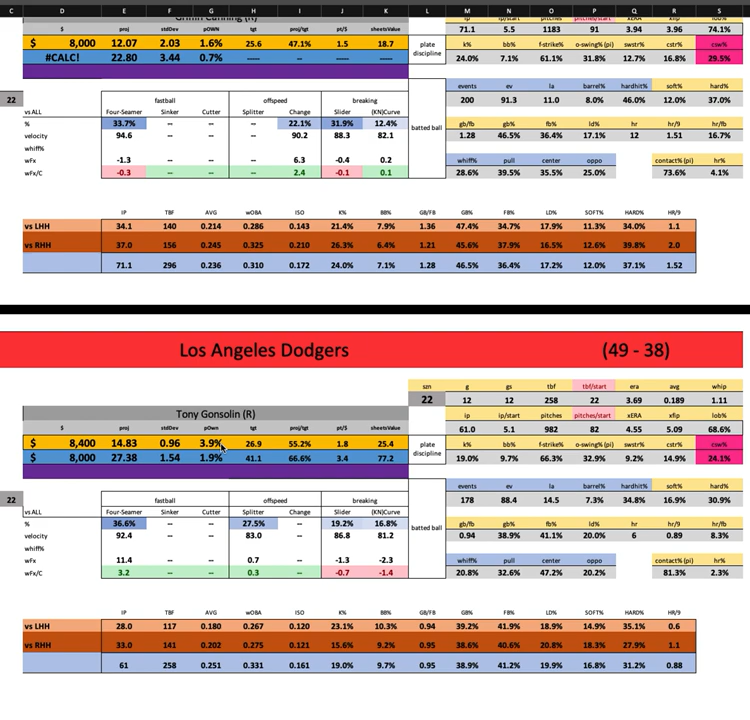 C D E F G H I J K L M N O P Q R S
Griffin Canning (R) ip ip/start pitches pitches/start xERA xfip lob%
$ proj stdDev pOWN tgt proj/tgt pt/$ sheetsValue 71.1 5.5 1183 91 3.94 3.96 74.1%
$ 8,000 12.07 2.03 1.6% 25.6 47.1% 1.5 18.7 plate discipline k% bb% f-strike% o-swing% (pi) swstr% cstr% csw%
#CALC! 22.80 3.44 0.7% -- -- -- -- 24.0% 7.1% 61.1% 31.8% 12.7% 16.8% 29.5%
events ev la barrel% hardhit% soft% hard%
22 fastball offspeed breaking 200 91.3 11.0 8.0% 46.0% 12.0% 37.0%
vs ALL Four-Seamer Sinker Cutter Splitter Change Slider (KN)Curve
% 33.7% -- -- -- 22.1% 31.9% 12.4% batted ball gb/fb gb% fb% ld% hr hr/9 hr/fb
velocity 94.6 -- -- -- 90.2 88.3 82.1 1.28 46.5% 36.4% 17.1% 12 1.51 16.7%
whiff%
wFx -1.3 -- -- -- 6.3 -0.4 0.2 whiff% pull center oppo contact% (pi) hr%
wFx/C -0.3 -- -- -- 2.4 -0.1 0.1 28.6% 39.5% 35.5% 25.0% 73.6% 4.1%
IP TBF AVG wOBA ISO K% BB% GB/FB GB% FB% LD% SOFT% HARD% HR/9
vs LHH 34.1 140 0.214 0.286 0.143 21.4% 7.9% 1.36 47.4% 34.7% 17.9% 11.3% 34.0% 1.1
vs RHH 37.0 156 0.245 0.325 0.210 26.3% 6.4% 1.21 45.6% 37.9% 16.5% 12.6% 39.8% 2.0
71.1 296 0.236 0.310 0.172 24.0% 7.1% 1.28 46.5% 36.4% 17.2% 12.0% 37.1% 1.52
Los Angeles Dodgers (49 - 38)
szn g gs tbf tbf/start era avg whip
22 12 12 258 22 3.69 0.189 1.11
Tony Gonsolin (R) ip ip/start pitches pitches/start xERA xfip lob%
$ proj stdDev pOWN tgt proj/tgt pt/$ sheetsValue 61.0 5.1 982 82 4.55 5.09 68.6%
$ 8,400 14.83 0.96 3.9% 26.9 55.2% 1.8 25.4 plate discipline k% bb% f-strike% o-swing% (pi) swstr% cstr% csw%
$ 8,000 27.38 1.54 1.9% 41.1 66.6% 3.4 77.2 19.0% 9.7% 66.3% 32.9% 9.2% 14.9% 24.1%
events ev la barrel% hardhit% soft% hard%
22 fastball offspeed breaking 178 88.4 14.5 7.3% 34.8% 16.9% 30.9%
vs ALL Four-Seamer Sinker Cutter Splitter Change Slider (KN)Curve
% 36.6% -- -- 27.5% -- 19.2% 16.8% batted ball gb/fb gb% fb% ld% hr hr/9 hr/fb
velocity 92.4 -- -- 83.0 -- 86.8 81.2 0.94 38.9% 41.1% 20.0% 6 0.89 8.3%
whiff%
wFx 11.4 -- -- 0.7 -- -1.3 -2.3 whiff% pull center oppo contact% (pi) hr%
wFx/C 3.2 -- -- 0.3 -- -0.7 -1.4 20.8% 32.6% 47.2% 20.2% 81.3% 2.3%
IP TBF AVG wOBA ISO K% BB% GB/FB GB% FB% LD% SOFT% HARD% HR/9
vs LHH 28.0 117 0.180 0.267 0.120 23.1% 10.3% 0.94 39.2% 41.9% 18.9% 14.9% 35.1% 0.6
vs RHH 33.0 141 0.202 0.275 0.121 15.6% 9.2% 0.95 38.6% 40.6% 20.8% 18.3% 27.9% 1.1
61 258 0.251 0.331 0.161 19.0% 9.7% 0.95 38.9% 41.2% 19.9% 16.8% 31.2% 0.88